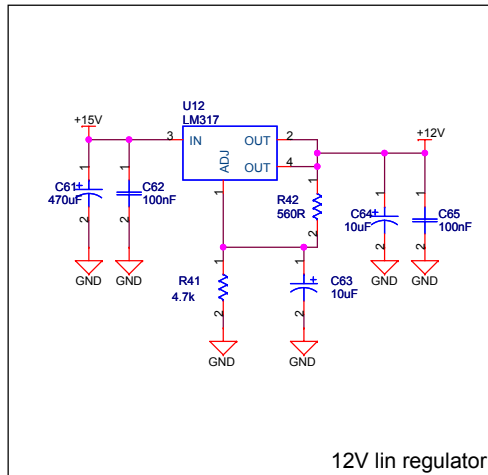 U12
LM317
+15V
+12V
3
IN
OUT
2
OUT
4
ADJ
1
1
1
C61
+
470uF
2
C62
100nF
2
1
R42
560R
2
1
C64
+
10uF
2
1
C65
100nF
2
GND
GND
GND
GND
1
R41
4.7k
2
1
+
C63
10uF
2
GND
GND
12V lin regulator